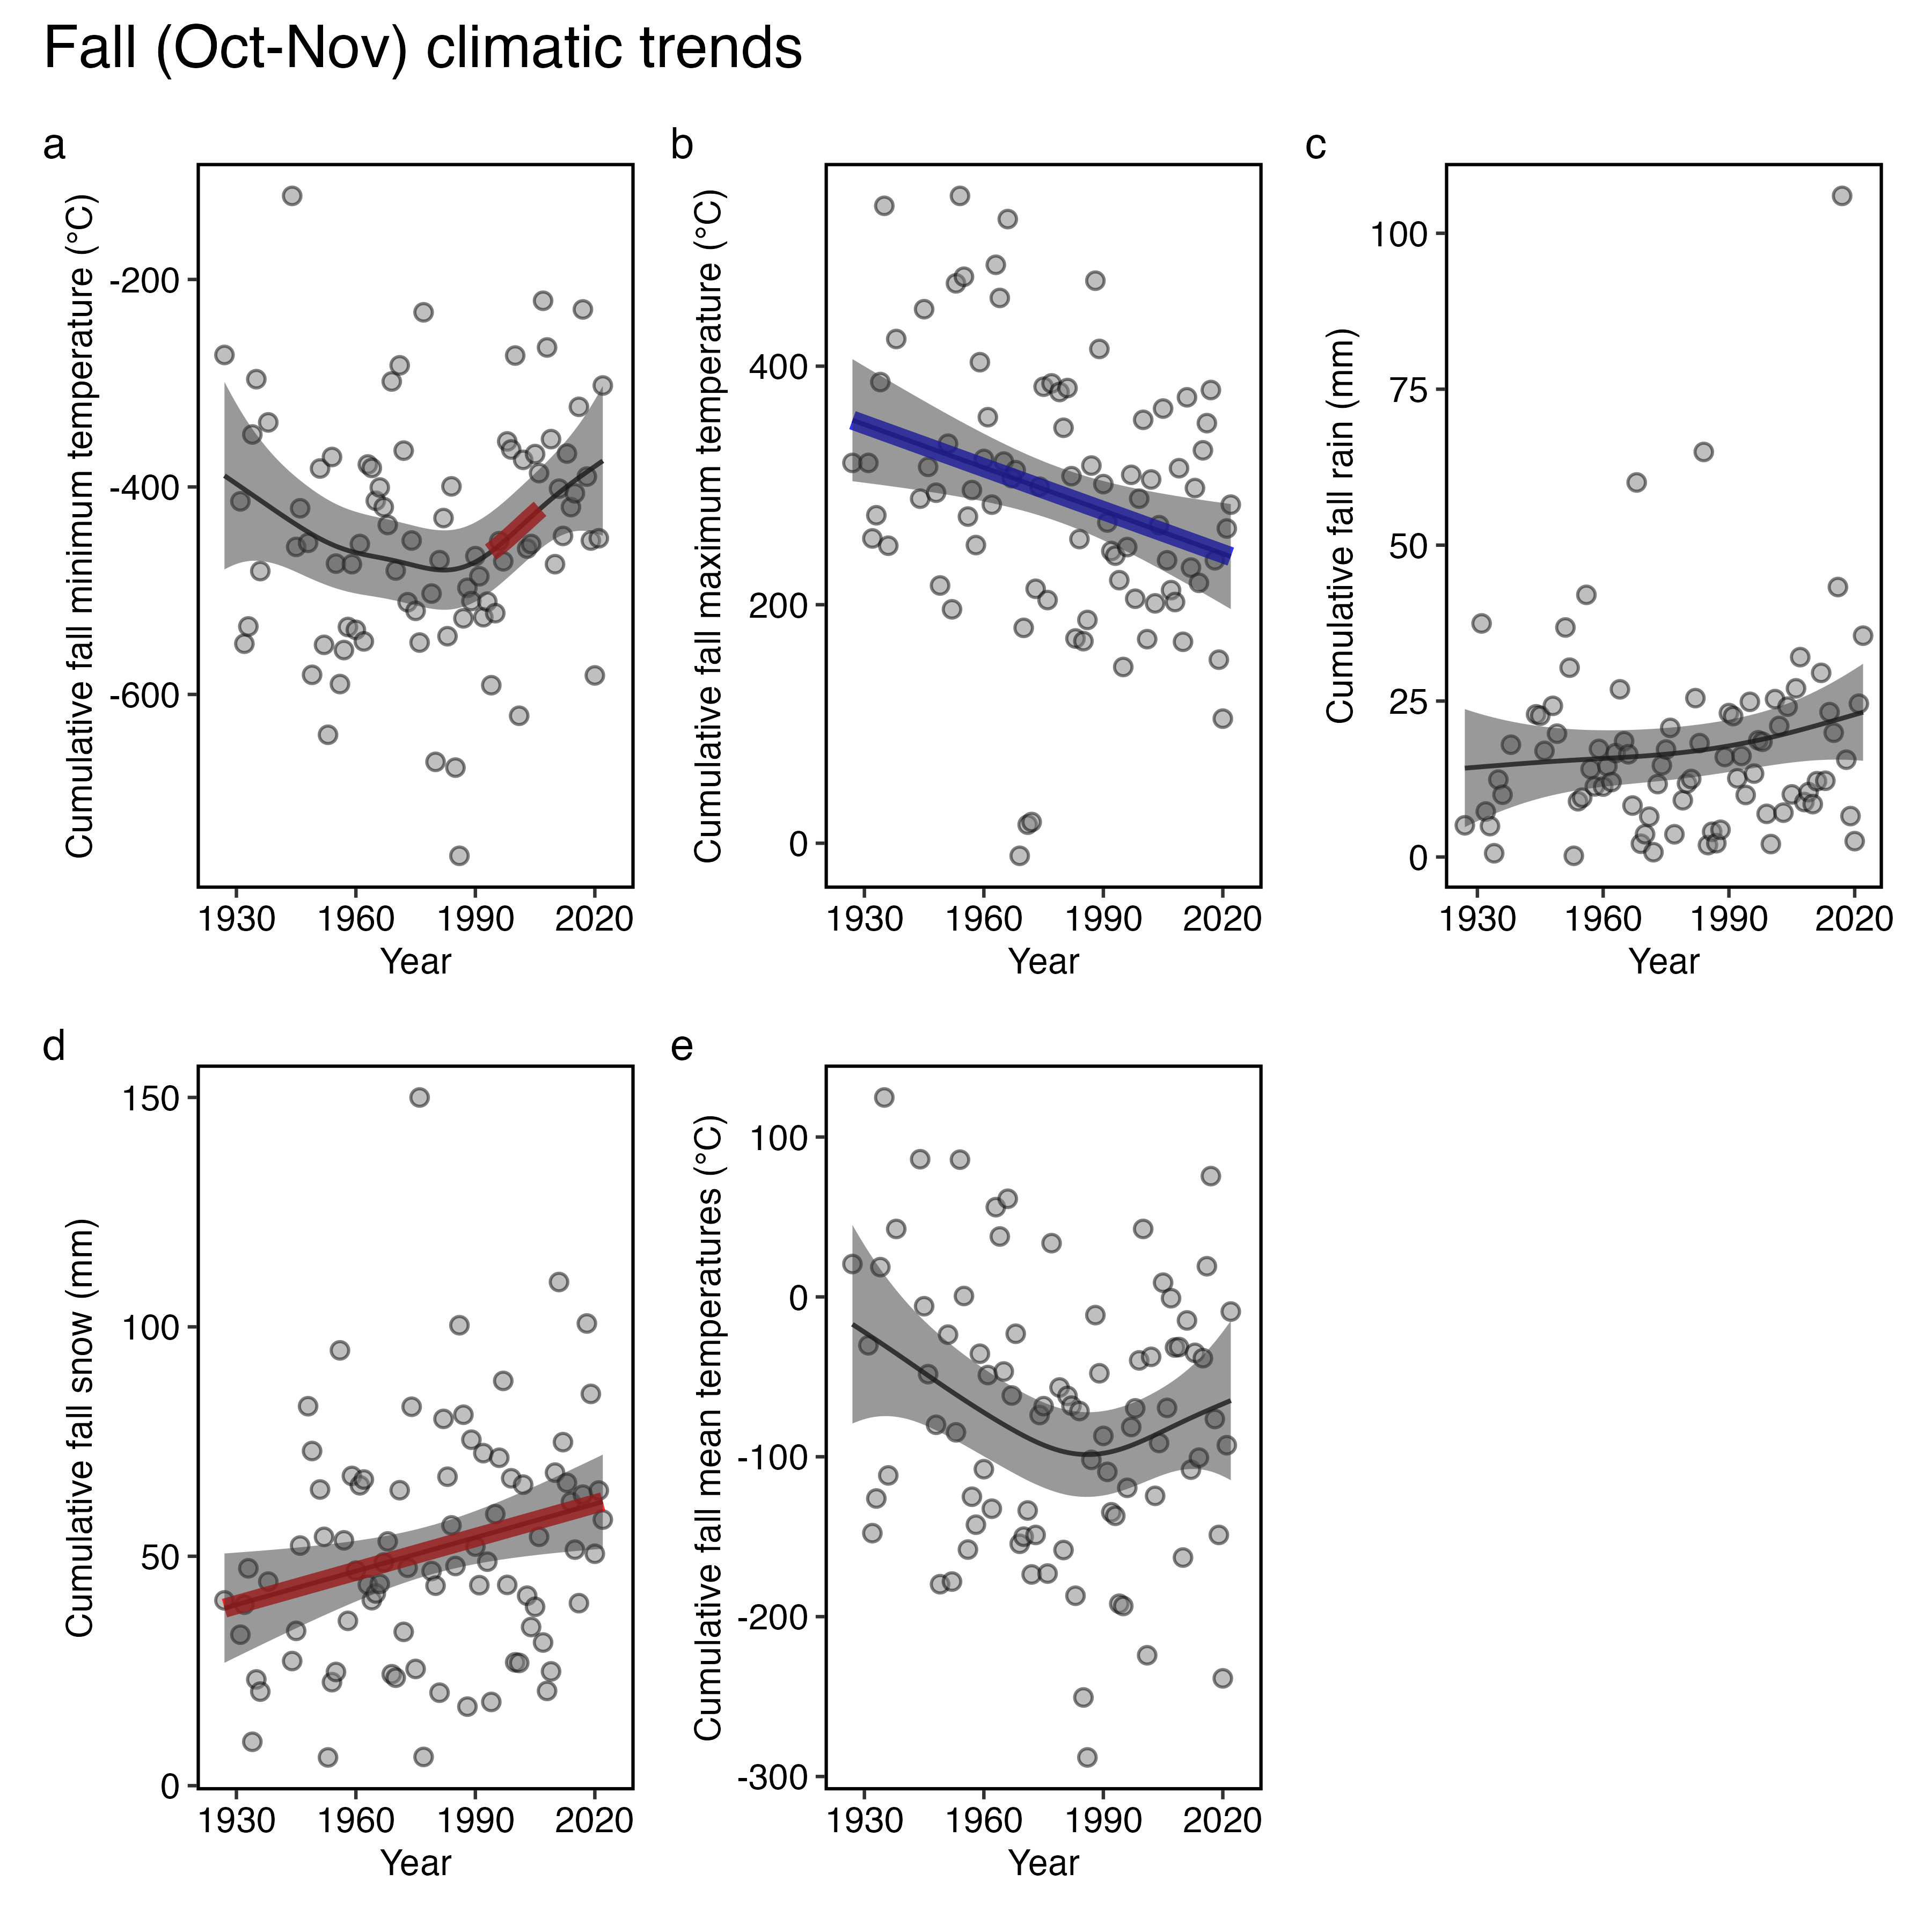 Fall (Oct-Nov) climatic trends
a
Cumulative fall minimum temperature (°C)
-200
-400
-600
1930 1960 1990 2020
Year
b
Cumulative fall maximum temperature (°C)
400
200
0
1930 1960 1990 2020
Year
c
Cumulative fall rain (mm)
100
75
50
25
0
1930 1960 1990 2020
Year
d
Cumulative fall snow (mm)
150
100
50
0
1930 1960 1990 2020
Year
e
Cumulative fall mean temperatures (°C)
100
0
-100
-200
-300
1930 1960 1990 2020
Year